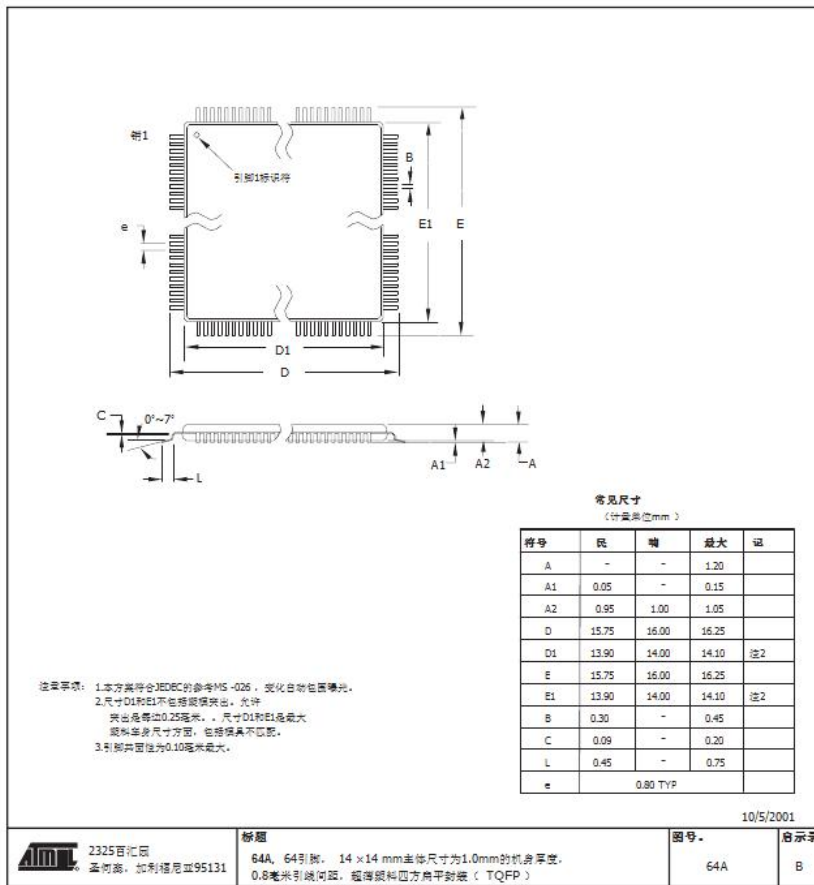 销1
引脚1标识符
B
E1
E
e
D1
D
C
0°~7°
L
A1
A2
A
常见尺寸
（计量单位mm ）
符号 民 喃 最大 记
A - - 1.20
A1 0.05 - 0.15
A2 0.95 1.00 1.05
D 15.75 16.00 16.25
D1 13.90 14.00 14.10 注2
E 15.75 16.00 16.25
E1 13.90 14.00 14.10 注2
B 0.30 - 0.45
C 0.09 - 0.20
L 0.45 - 0.75
e 0.80 TYP
注意事项： 1.本方案符合JEDEC的参考MS -026 ，变化自动包围曝光。
2.尺寸D1和E1不包括塑模突出。允许
突出是每边0.25毫米。。尺寸D1和E1是最大
塑料车身尺寸方面，包括模具不匹配。
3.引脚共面性为0.10毫米最大。
10/5/2001
ATMEL
2325百汇园
圣何塞，加利福尼亚95131
标题
64A，64引脚， 14 ×14 mm主体尺寸为1.0mm的机身厚度，
0.8毫米引线间距，超薄塑料四方扁平封装（ TQFP ）
图号。
64A
启示录
B